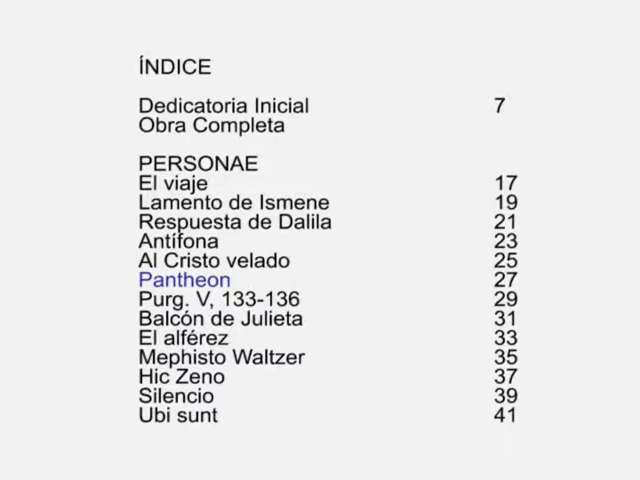 ÍNDICE
Dedicatoria Inicial 7
Obra Completa
PERSONAE
El viaje 17
Lamento de Ismene 19
Respuesta de Dalila 21
Antífona 23
Al Cristo velado 25
Pantheon 27
Purg. V, 133-136 29
Balcón de Julieta 31
El alférez 33
Mephisto Waltzer 35
Hic Zeno 37
Silencio 39
Ubi sunt 41